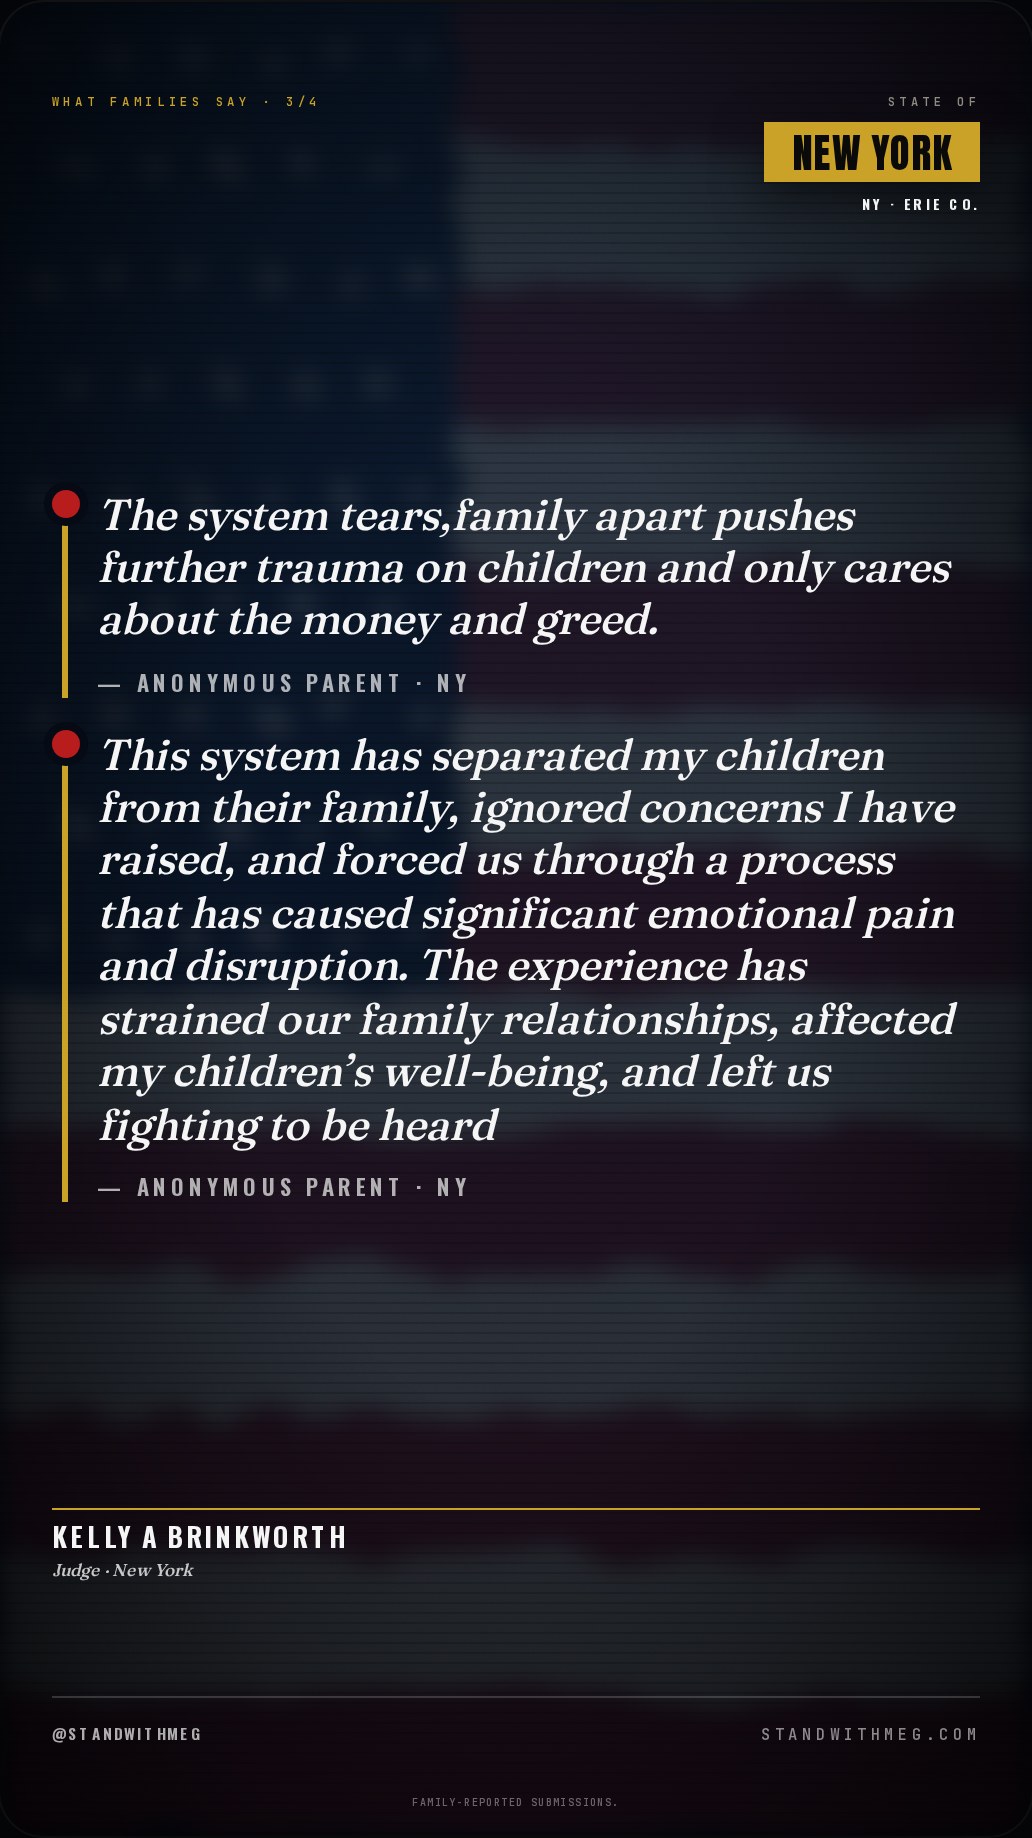 WHAT FAMILIES SAY · 3/4
STATE OF
NEW YORK
NY · ERIE CO.
The system tears,family apart pushes
further trauma on children and only cares
about the money and greed.
— ANONYMOUS PARENT · NY
This system has separated my children
from their family, ignored concerns I have
raised, and forced us through a process
that has caused significant emotional pain
and disruption. The experience has
strained our family relationships, affected
my children’s well-being, and left us
fighting to be heard
— ANONYMOUS PARENT · NY
KELLY A BRINKWORTH
Judge · New York
@STANDWITHMEG
STANDWITHMEG.COM
FAMILY-REPORTED SUBMISSIONS.